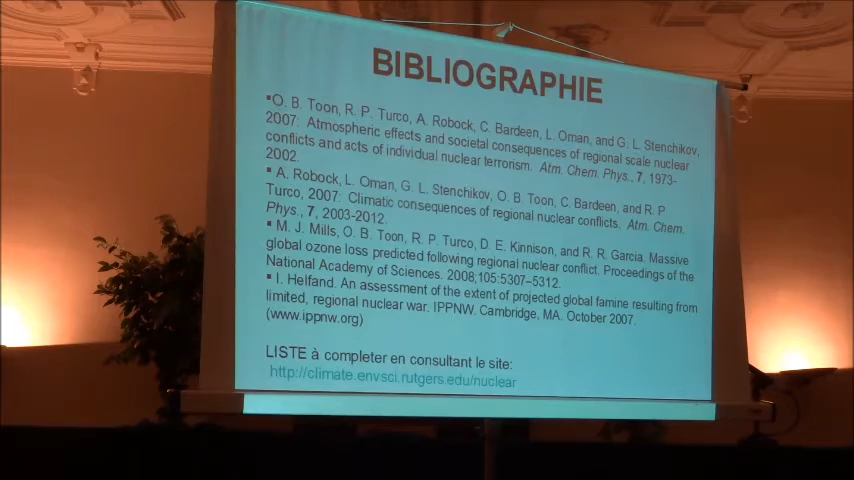 BIBLIOGRAPHIE
▪O. B. Toon, R. P. Turco, A. Robock, C. Bardeen, L. Oman, and G. L. Stenchikov,
2007: Atmospheric effects and societal consequences of regional scale nuclear
conflicts and acts of individual nuclear terrorism. Atm. Chem. Phys., 7, 1973-
2002.
▪ A. Robock, L. Oman, G. L. Stenchikov, O. B. Toon, C. Bardeen, and R. P
Turco, 2007: Climatic consequences of regional nuclear conflicts. Atm. Chem.
Phys., 7, 2003-2012.
▪ M. J. Mills, O. B. Toon, R. P. Turco, D. E. Kinnison, and R. R. Garcia. Massive
global ozone loss predicted following regional nuclear conflict. Proceedings of the
National Academy of Sciences. 2008;105:5307–5312.
▪ I. Helfand. An assessment of the extent of projected global famine resulting from
limited, regional nuclear war. IPPNW. Cambridge, MA. October 2007.
(www.ippnw.org)
LISTE à completer en consultant le site:
http://climate.envsci.rutgers.edu/nuclear